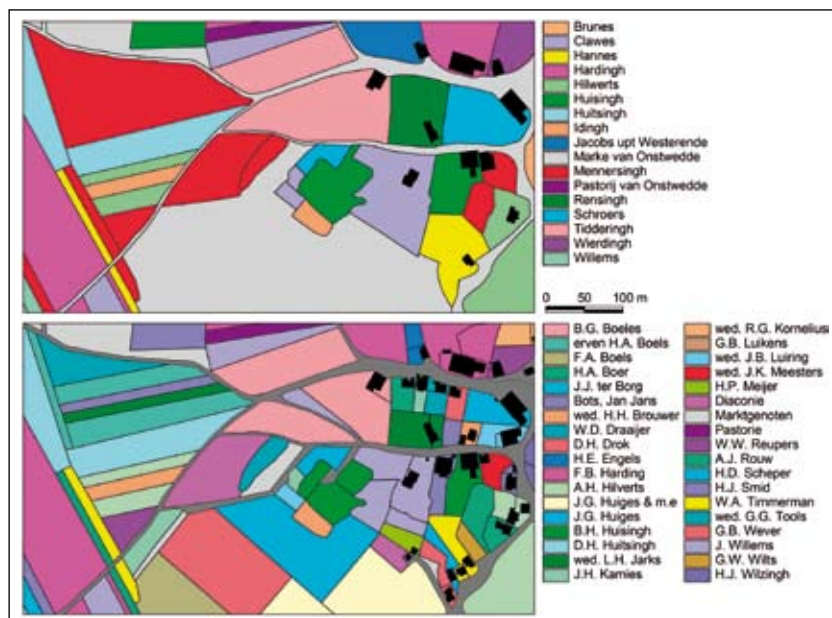 Brunes
Clawes
Hannes
Hardingh
Hilwerts
Huisingh
Huitsingh
Idingh
Jacobs upt Westerende
Marke van Onstwedde
Mennersingh
Pastorij van Onstwedde
Rensingh
Schroers
Tidderingh
Wierdingh
Willems
0 50 100 m
B.G. Boeles
erven H.A. Boels
F.A. Boels
H.A. Boer
J.J. ter Borg
Bots, Jan Jans
wed. H.H. Brouwer
W.D. Draaijer
D.H. Drok
H.E. Engels
F.B. Harding
A.H. Hilverts
J.G. Huiges & m.e
J.G. Huiges
B.H. Huisingh
D.H. Huitsingh
wed. L.H. Jarks
J.H. Kamies
wed. R.G. Kornelius
G.B. Luikens
wed. J.B. Luiring
wed. J.K. Meesters
H.P. Meijer
Diaconie
Marktgenoten
Pastorie
W.W. Reupers
A.J. Rouw
H.D. Scheper
H.J. Smid
W.A. Timmerman
wed. G.G. Tools
G.B. Wever
J. Willems
G.W. Wilts
H.J. Wilzingh